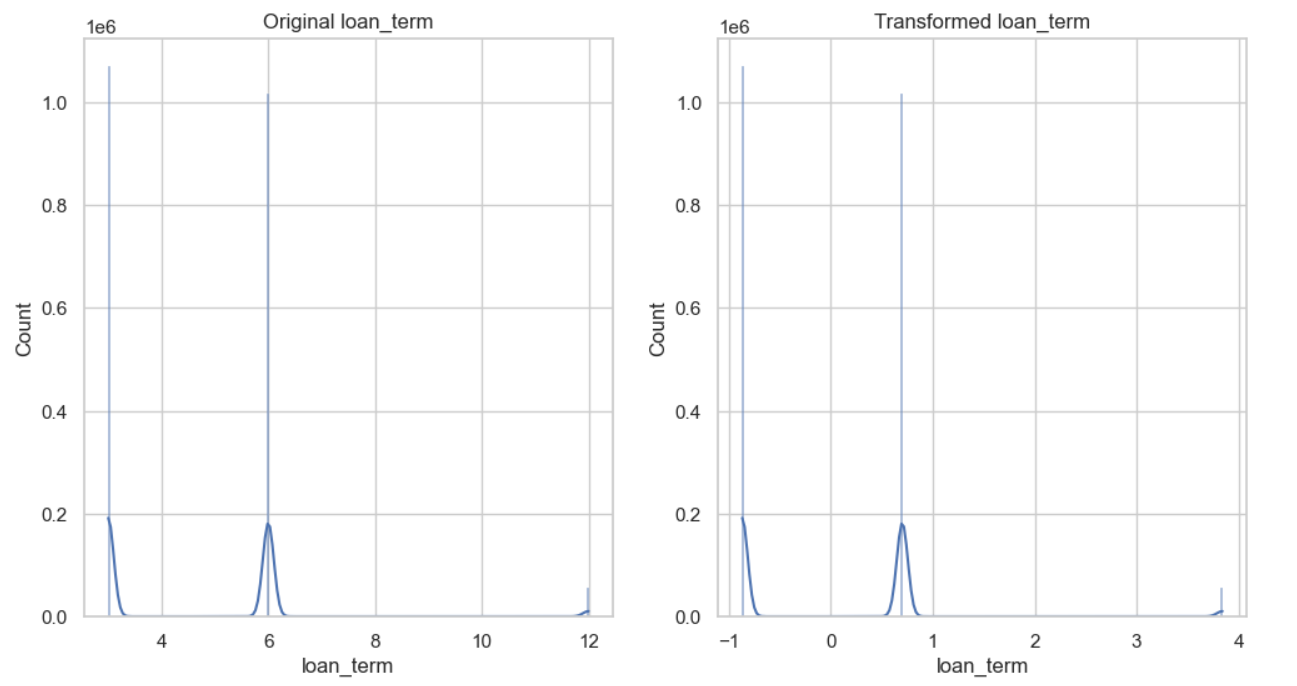 Original loan_term
1e6
1.0
0.8
0.6
0.4
0.2
0.0
Count
4 6 8 10 12
loan_term
Transformed loan_term
1e6
1.0
0.8
0.6
0.4
0.2
0.0
Count
−1 0 1 2 3 4
loan_term